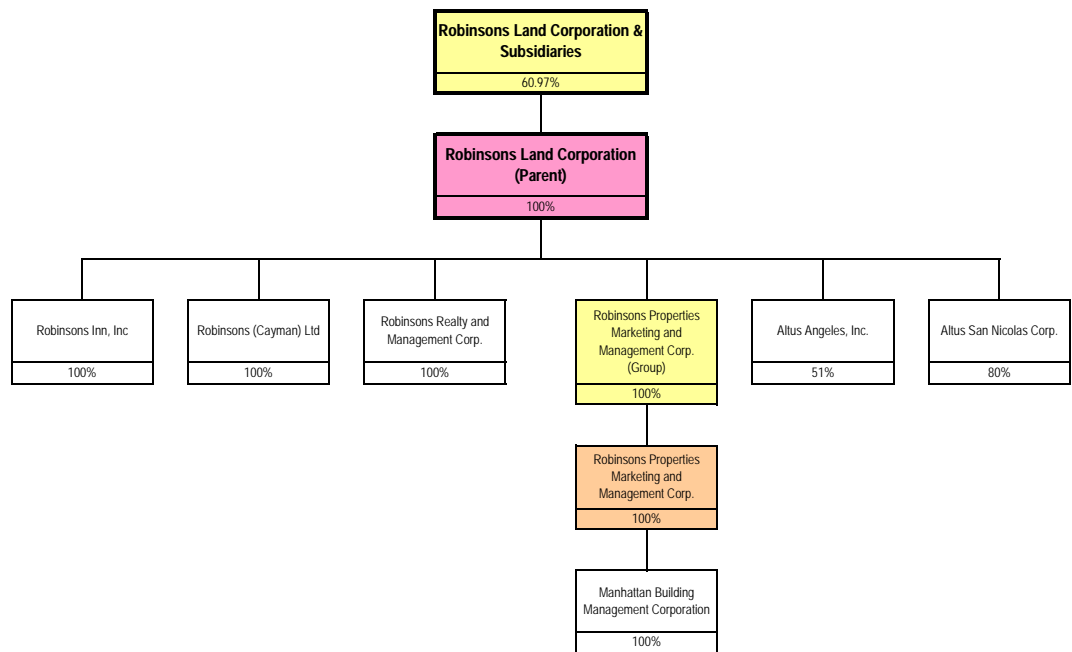 Robinsons Land Corporation &
Subsidiaries
60.97%
Robinsons Land Corporation
(Parent)
100%
Robinsons Inn, Inc
100%
Robinsons (Cayman) Ltd
100%
Robinsons Realty and
Management Corp.
100%
Robinsons Properties
Marketing and
Management Corp.
(Group)
100%
Altus Angeles, Inc.
51%
Altus San Nicolas Corp.
80%
Robinsons Properties
Marketing and
Management Corp.
100%
Manhattan Building
Management Corporation
100%